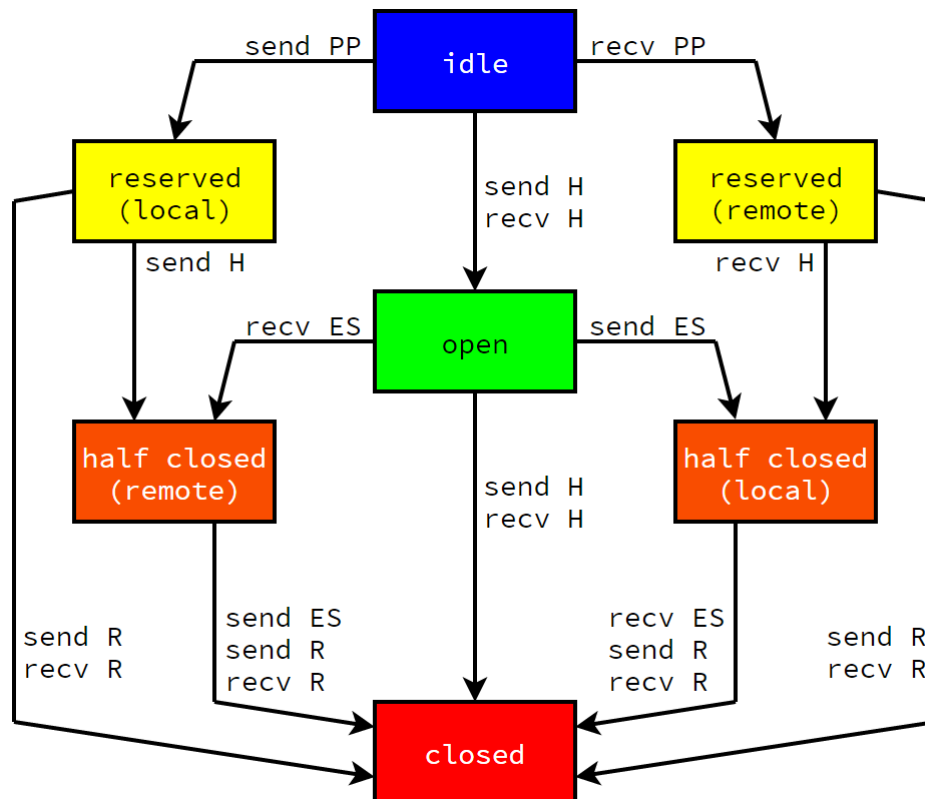 send PP
idle
recv PP
reserved
(local)
send H
recv H
reserved
(remote)
send H
recv H
recv ES
open
send ES
half closed
(remote)
send H
recv H
half closed
(local)
send R
recv R
send ES
send R
recv R
recv ES
send R
recv R
send R
recv R
closed